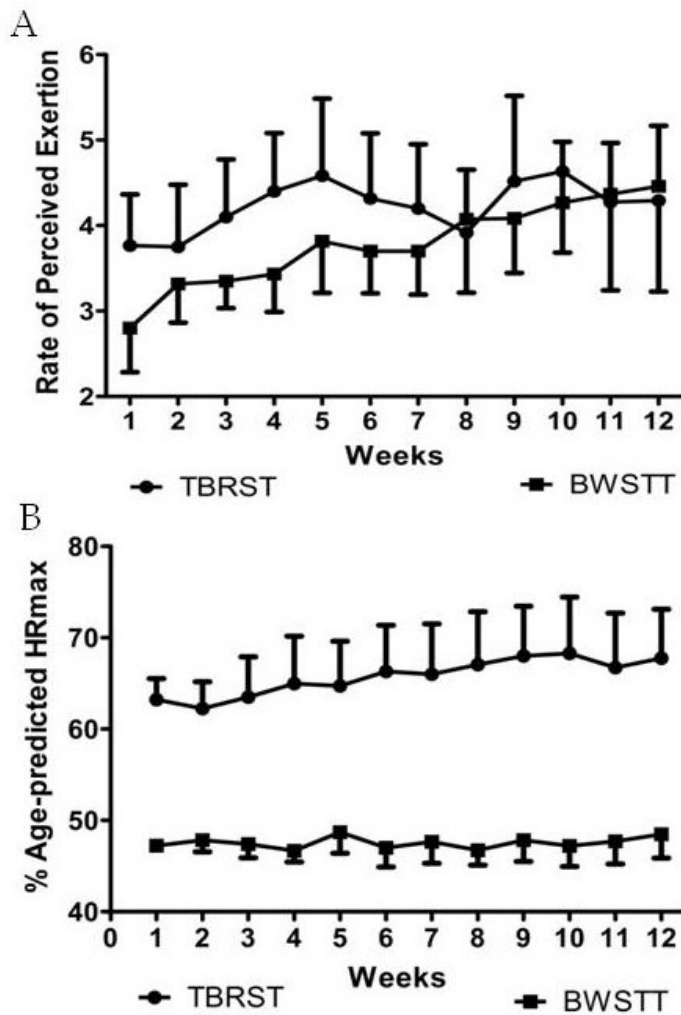 A
Rate of Perceived Exertion
6
5
4
3
2
1 2 3 4 5 6 7 8 9 10 11 12
Weeks
TBRST BWSTT
B
% Age-predicted HRmax
80
70
60
50
40
0 1 2 3 4 5 6 7 8 9 10 11 12
Weeks
TBRST BWSTT